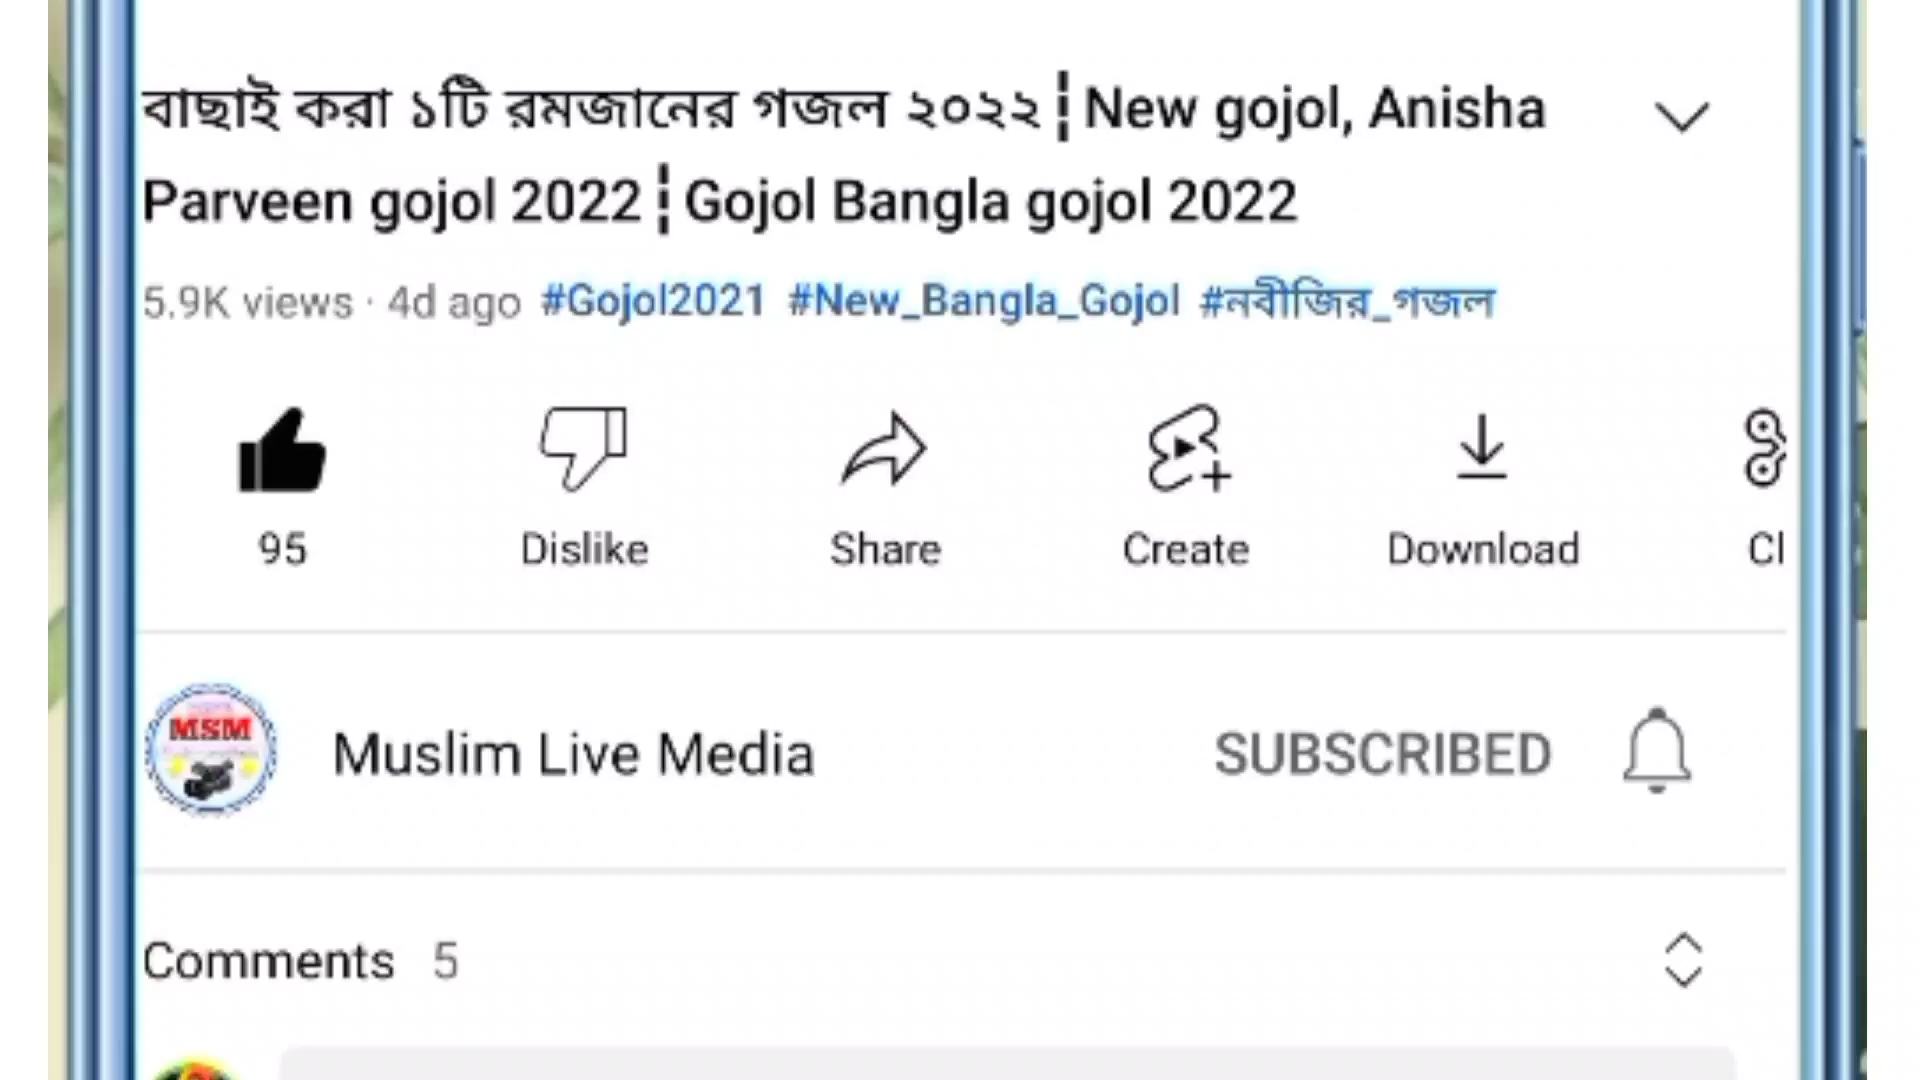 বাছাই করা ১টি রমজানের গজল ২০২২┇New gojol, Anisha
Parveen gojol 2022┇Gojol Bangla gojol 2022
5.9K views · 4d ago #Gojol2021 #New_Bangla_Gojol #নবীজির_গজল
95 Dislike Share Create Download Cl
MSM
Muslim Live Media SUBSCRIBED
Comments 5